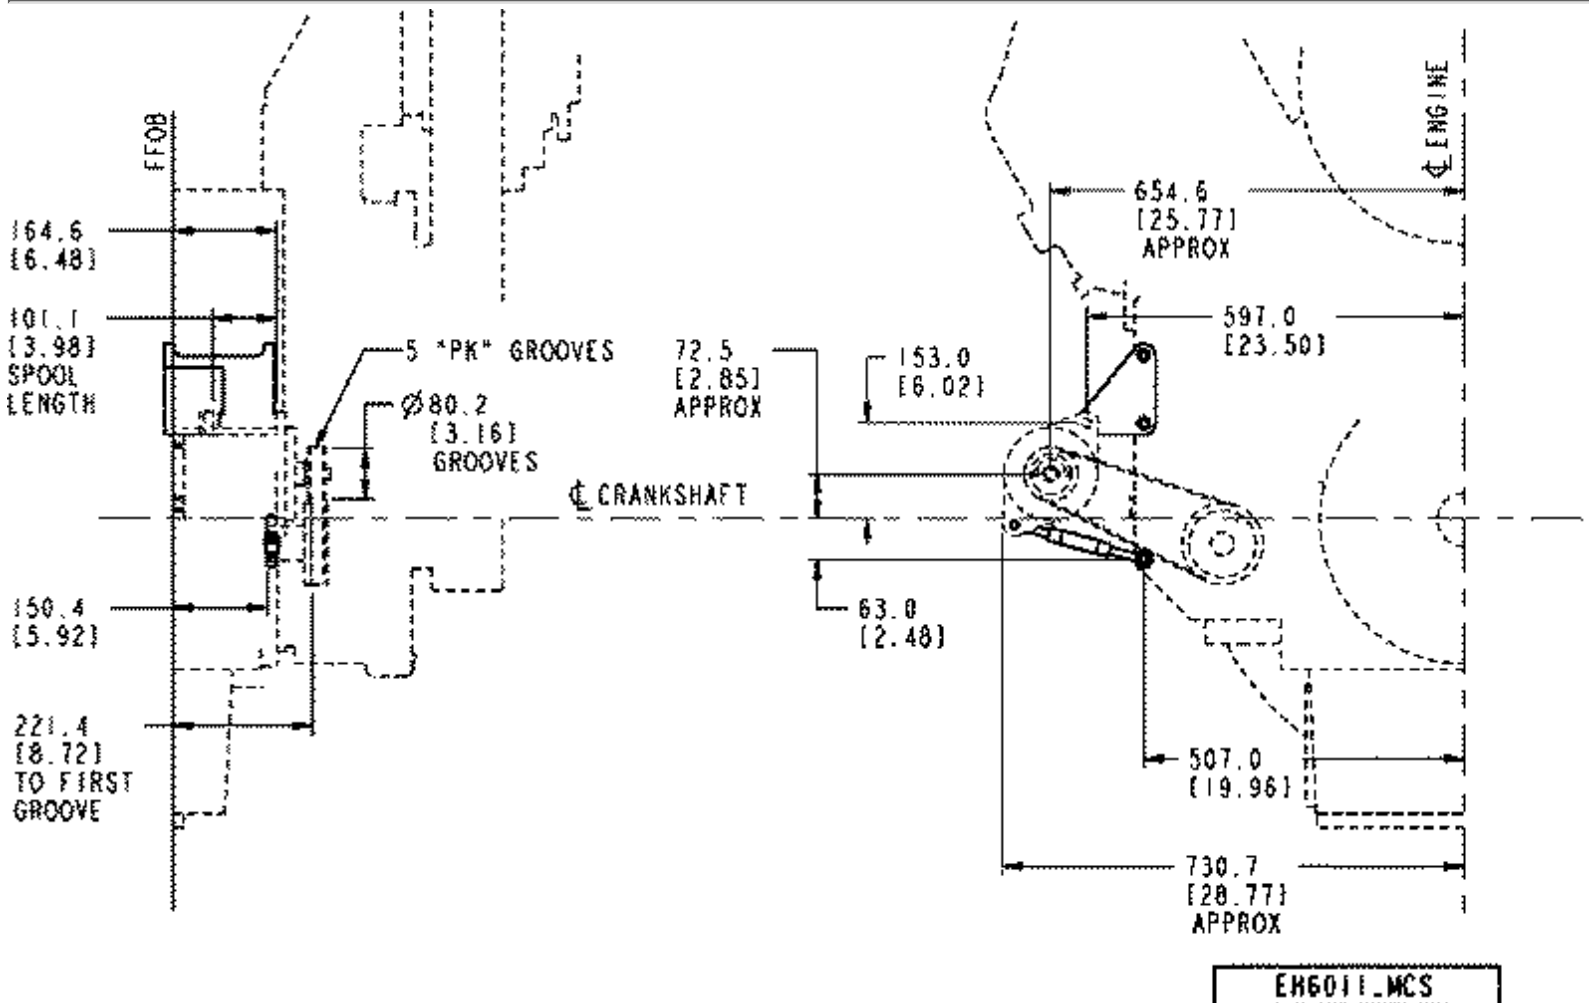 FFOB
164.6
[6.48]
101.1
[3.98]
SPOOL
LENGTH
5 "PK" GROOVES
Ø80.2
[3.16]
GROOVES
72.5
[2.85]
APPROX
153.0
[6.02]
654.6
[25.77]
APPROX
℄ ENGINE
597.0
[23.50]
℄ CRANKSHAFT
150.4
[5.92]
63.0
[2.48]
221.4
[8.72]
TO FIRST
GROOVE
507.0
[19.96]
730.7
[28.77]
APPROX
EH6011_MCS